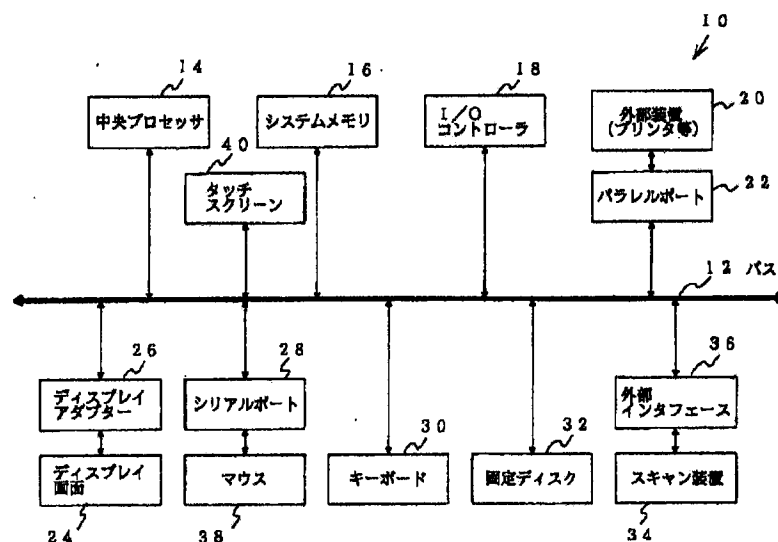 10
14
16
18
20
中央プロセッサ
システムメモリ
I/O
コントローラ
外部装置
(プリンタ等)
40
タッチ
スクリーン
22
パラレルポート
12 バス
26
28
36
ディスプレイ
アダプター
シリアルポート
外部
インタフェース
30
32
ディスプレイ
画面
マウス
キーボード
固定ディスク
スキャン装置
24
38
34